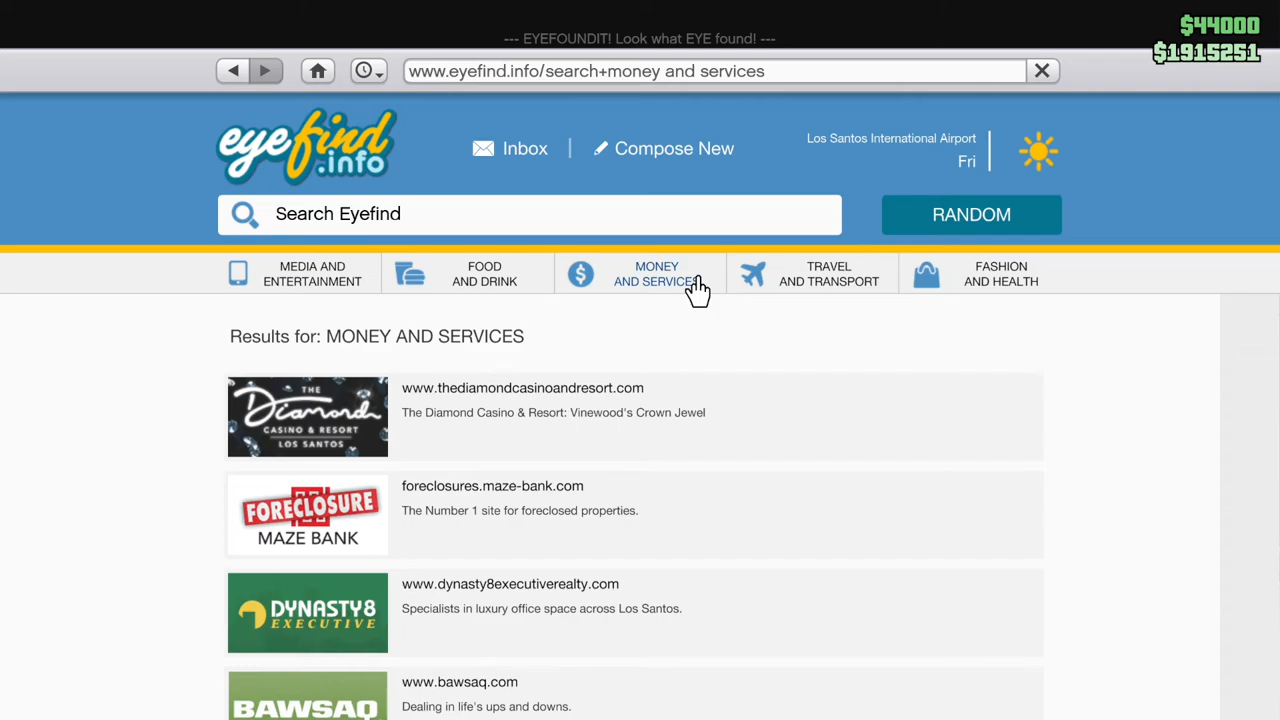 $44000
--- EYEFOUNDIT! Look what EYE found! ---
$1915251
www.eyefind.info/search+money and services
eyefind
.info
Inbox
Compose New
Los Santos International Airport
Fri
Search Eyefind
RANDOM
MEDIA AND
ENTERTAINMENT
FOOD
AND DRINK
MONEY
AND SERVICES
TRAVEL
AND TRANSPORT
FASHION
AND HEALTH
Results for: MONEY AND SERVICES
THE
Diamond
CASINO & RESORT
LOS SANTOS
www.thediamondcasinoandresort.com
The Diamond Casino & Resort: Vinewood's Crown Jewel
FORECLOSURE
MAZE BANK
foreclosures.maze-bank.com
The Number 1 site for foreclosed properties.
DYNASTY8
EXECUTIVE
www.dynasty8executiverealty.com
Specialists in luxury office space across Los Santos.
BAWSAQ
www.bawsaq.com
Dealing in life's ups and downs.